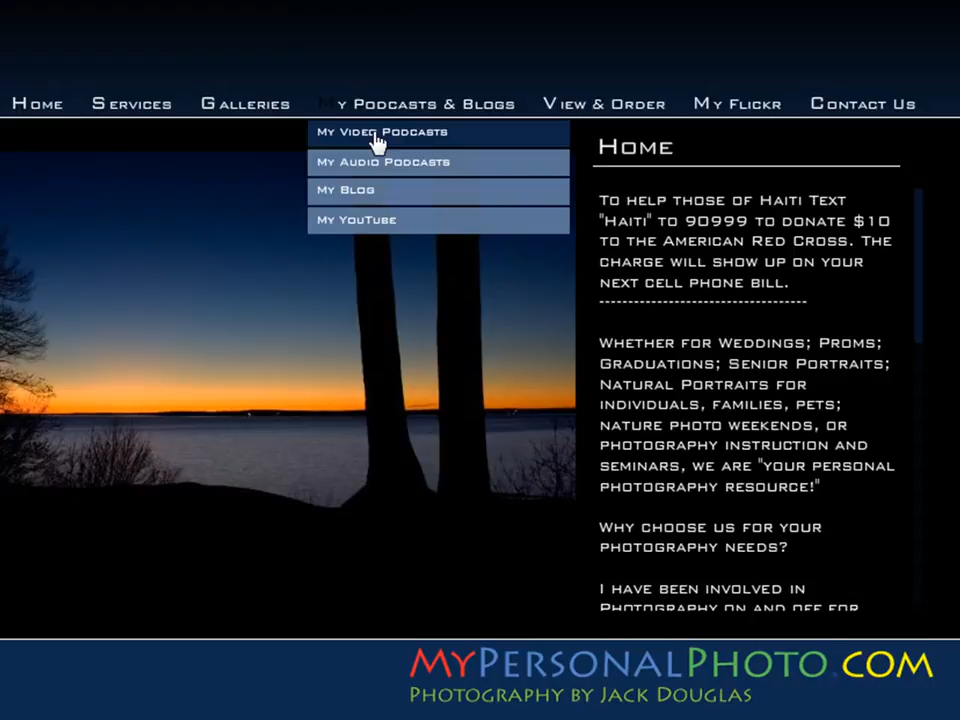 Home Services Galleries My Podcasts & Blogs View & Order My Flickr Contact Us
My Video Podcasts
My Audio Podcasts
My Blog
My YouTube
Home
To help those of Haiti Text
"Haiti" to 90999 to donate $10
to the American Red Cross. The
charge will show up on your
next cell phone bill.
-----------------------------------
Whether for Weddings; Proms;
Graduations; Senior Portraits;
Natural Portraits for
individuals, families, pets;
nature photo weekends, or
photography instruction and
seminars, we are "your personal
photography resource!"
Why choose us for your
photography needs?
I have been involved in
Photography on and off for
MyPersonalPhoto.com
Photography by Jack Douglas